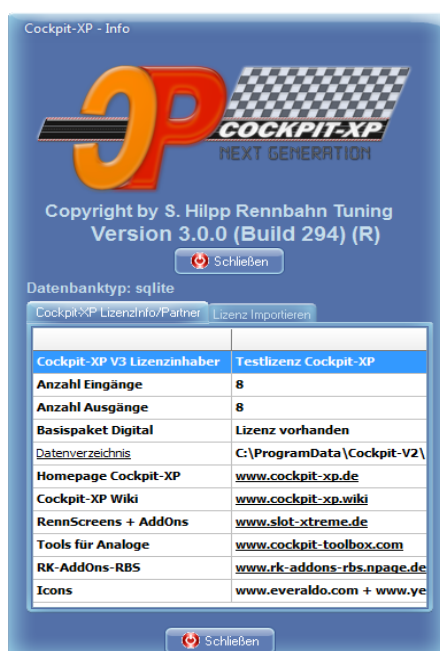 Cockpit-XP - Info
CP
COCKPIT-XP
NEXT GENERATION
Copyright by S. Hilpp Rennbahn Tuning
Version 3.0.0 (Build 294) (R)
Schließen
Datenbanktyp: sqlite
Cockpit-XP LizenzInfo/Partner Lizenz Importieren
Cockpit-XP V3 Lizenzinhaber Testlizenz Cockpit-XP
Anzahl Eingänge 8
Anzahl Ausgänge 8
Basispaket Digital Lizenz vorhanden
Datenverzeichnis C:\ProgramData\Cockpit-V2\
Homepage Cockpit-XP www.cockpit-xp.de
Cockpit-XP Wiki www.cockpit-xp.wiki
RennScreens + AddOns www.slot-xtreme.de
Tools für Analoge www.cockpit-toolbox.com
RK-AddOns-RBS www.rk-addons-rbs.npage.de
Icons www.everaldo.com + www.ye
Schließen